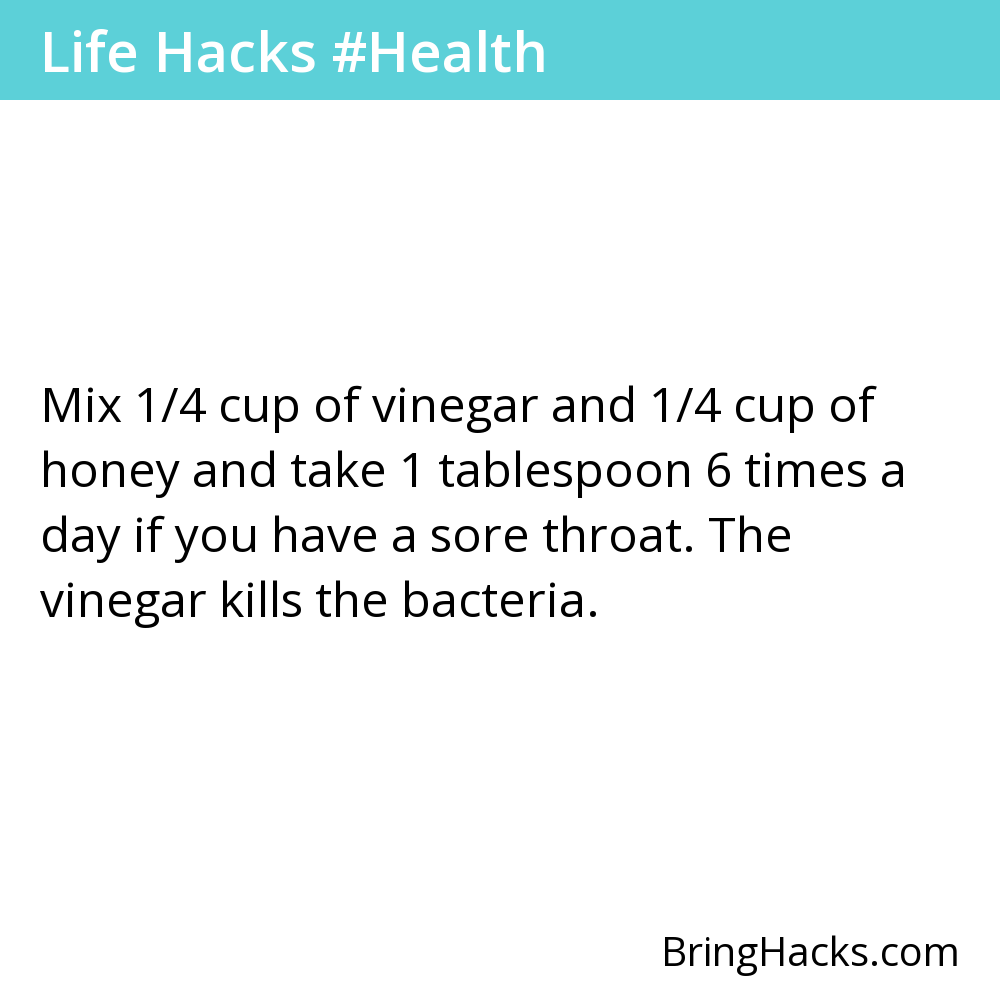 Life Hacks #Health
Mix 1/4 cup of vinegar and 1/4 cup of
honey and take 1 tablespoon 6 times a
day if you have a sore throat. The
vinegar kills the bacteria.
BringHacks.com